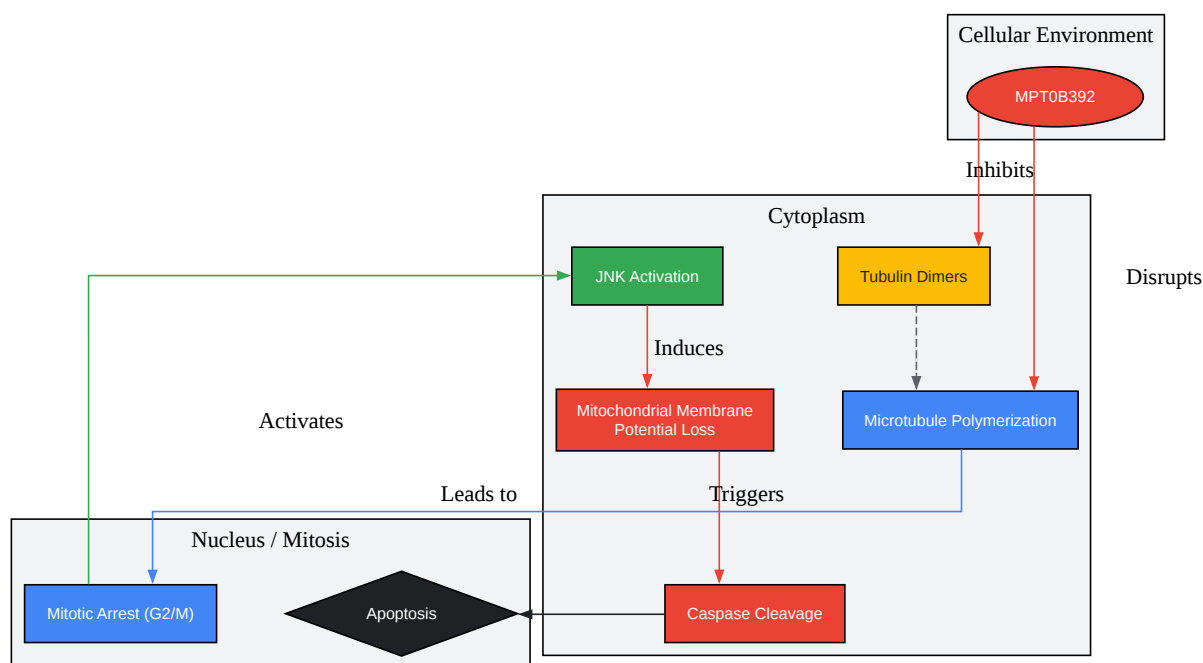 Cellular Environment
MPT0B392
Inhibits
Cytoplasm
JNK Activation
Tubulin Dimers
Disrupts
Induces
Mitochondrial Membrane
Potential Loss
Microtubule Polymerization
Activates
Leads to
Triggers
Nucleus / Mitosis
Mitotic Arrest (G2/M)
Apoptosis
Caspase Cleavage